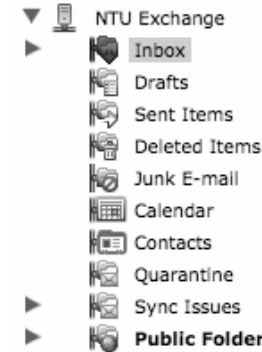 NTU Exchange
Inbox
Drafts
Sent Items
Deleted Items
Junk E-mail
Calendar
Contacts
Quarantine
Sync Issues
Public Folder